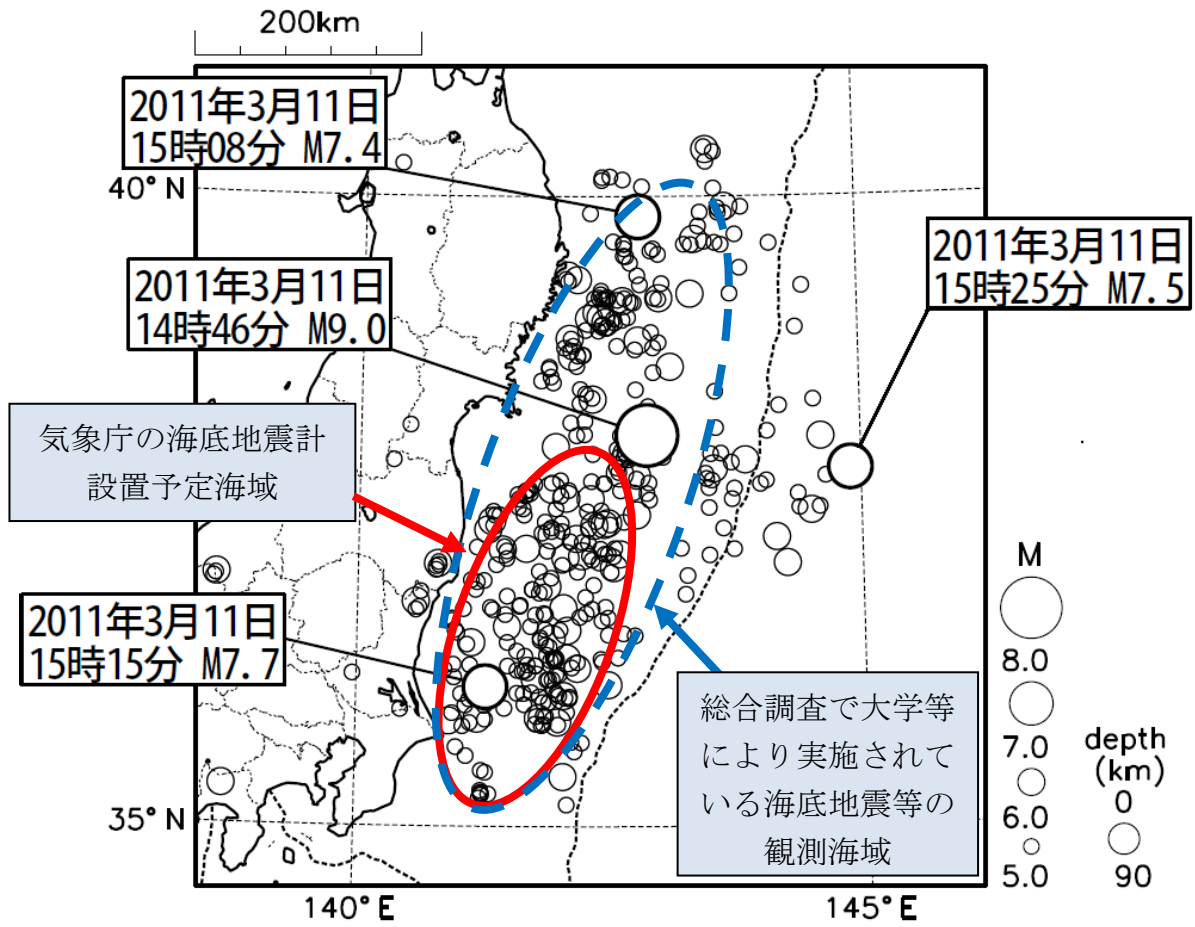 200km
2011年3月11日
15時08分 M7.4
40°N
2011年3月11日
15時25分 M7.5
2011年3月11日
14時46分 M9.0
気象庁の海底地震計
設置予定海域
2011年3月11日
15時15分 M7.7
総合調査で大学等
により実施されて
いる海底地震等の
観測海域
M
8.0
7.0
6.0
5.0
depth
(km)
0
90
35°N
140°E
145°E